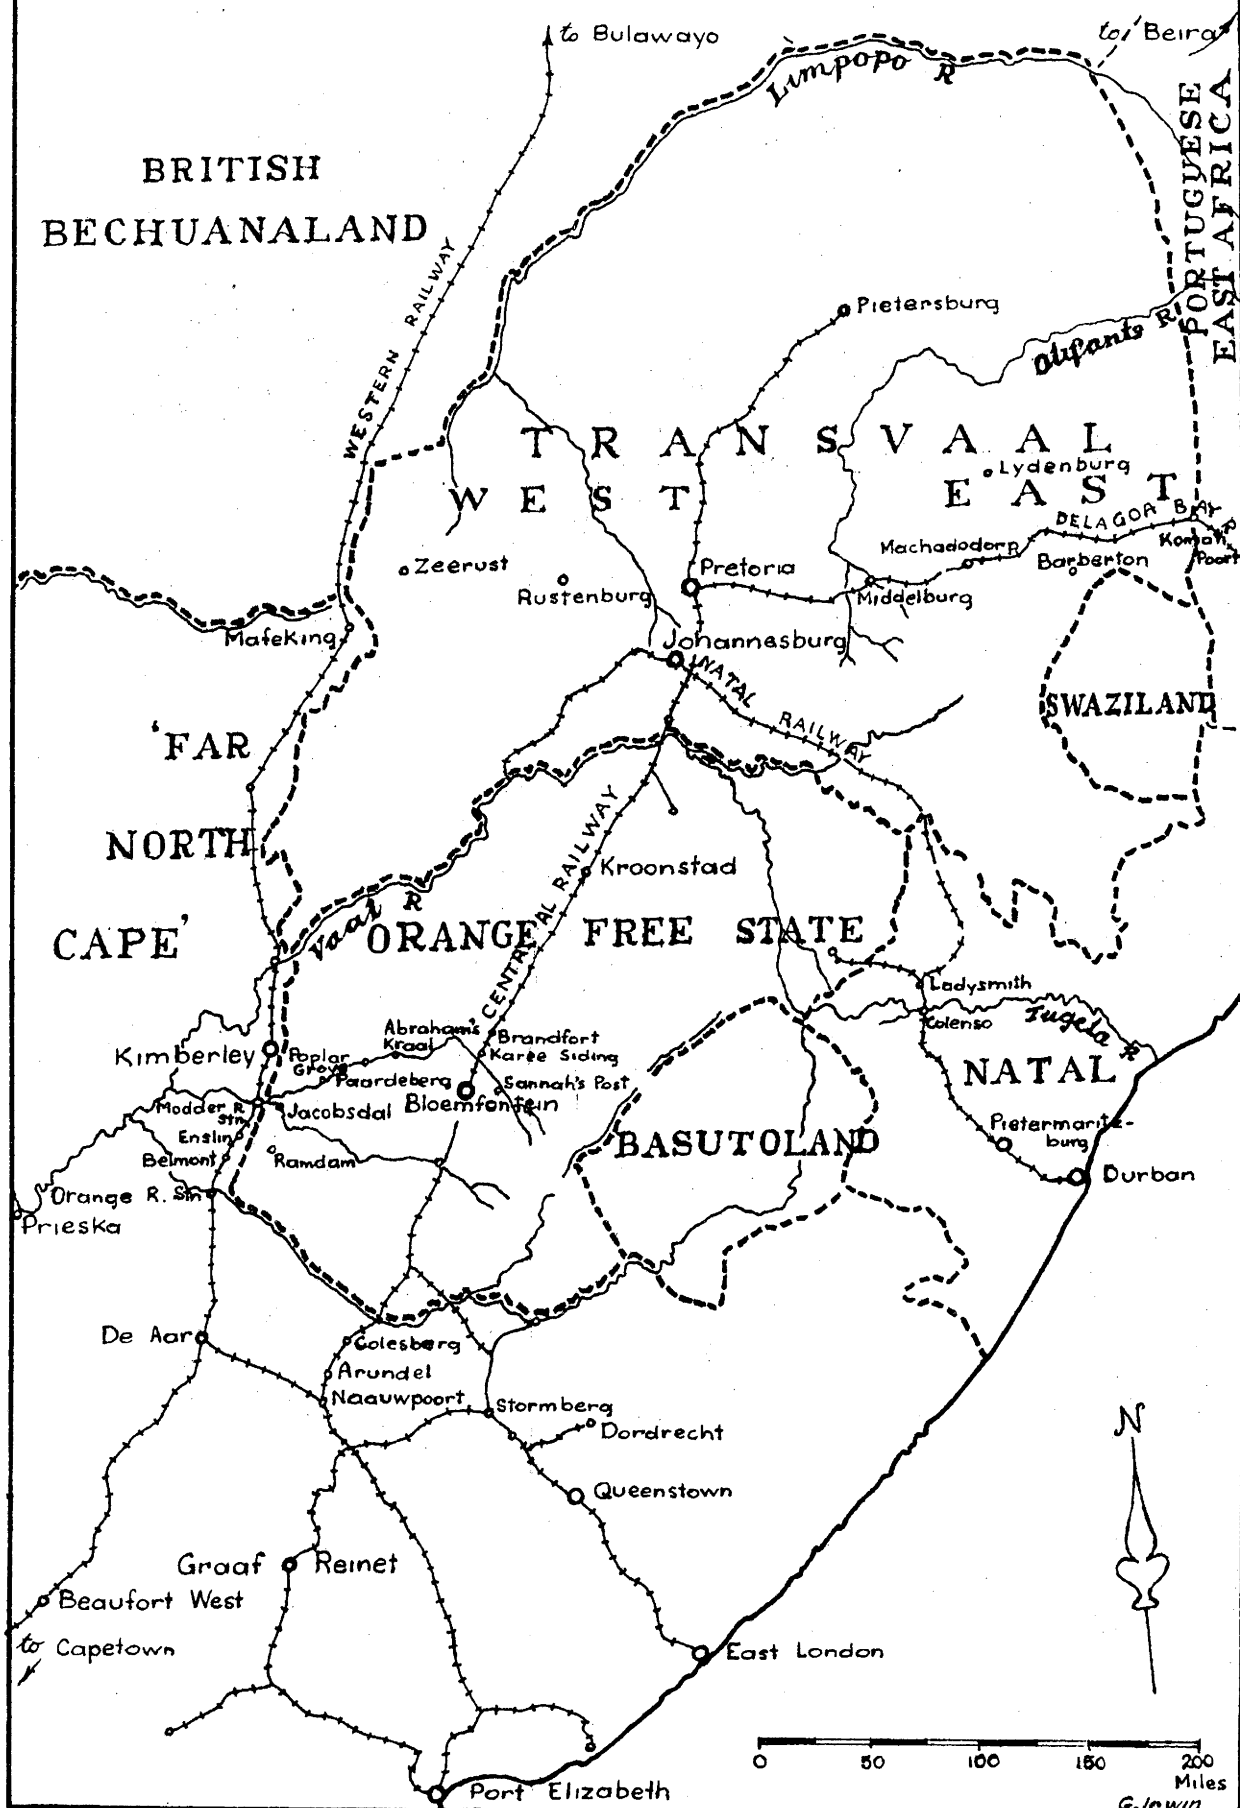 to Bulawayo
to Beira
Limpopo R
PORTUGUESE
EAST AFRICA
BRITISH
BECHUANALAND
WESTERN RAILWAY
Pietersburg
Olifants R
TRANSVAAL
Lydenburg
WEST
EAST
DELAGOA BAY R
Komati
Poort
Machadodorp
Barberton
Zeerust
Rustenburg
Pretoria
Middelburg
Mafeking
Johannesburg
NATAL RAILWAY
SWAZILAND
'FAR
NORTH
CAPE'
Vaal R
CENTRAL RAILWAY
Kroonstad
ORANGE FREE STATE
Ladysmith
Colenso
Tugela R
NATAL
Abraham's
Kraal
Brandfort
Karee Siding
Kimberley
Poplar
Grove
Paardeberg
Sannah's Post
Modder R
Stn
Jacobsdal
Bloemfontein
Enslin
Belmont
Ramdam
BASUTOLAND
Pietermaritz-
burg
Durban
Orange R. Stn
Prieska
De Aar
Colesberg
Arundel
Naauwpoort
Stormberg
Dordrecht
N
Queenstown
Graaf Reinet
Beaufort West
to Capetown
East London
Port Elizabeth
0 50 100 150 200
Miles